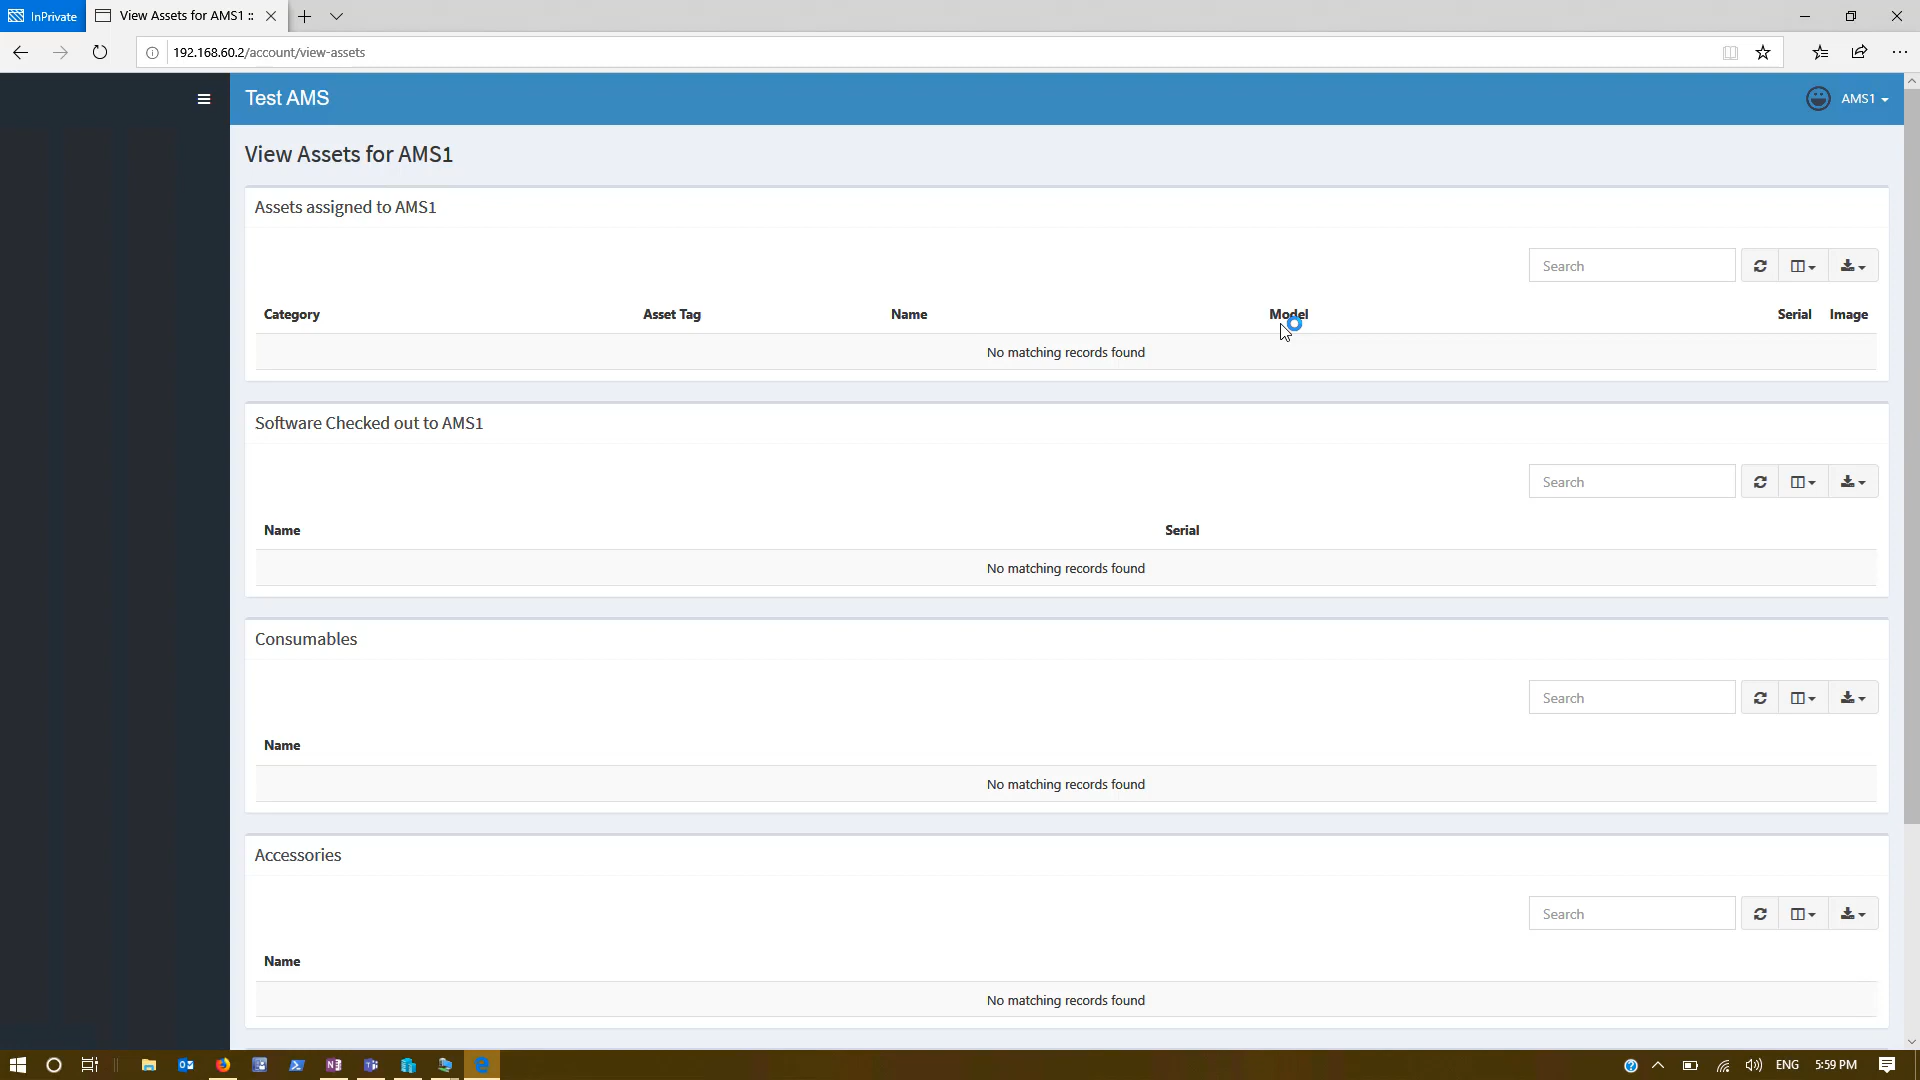 InPrivate
View Assets for AMS1 ::
192.168.60.2/account/view-assets
Test AMS
AMS1
View Assets for AMS1
Assets assigned to AMS1
Search
Category Asset Tag Name Model Serial Image
No matching records found
Software Checked out to AMS1
Search
Name Serial
No matching records found
Consumables
Search
Name
No matching records found
Accessories
Search
Name
No matching records found
ENG 5:59 PM